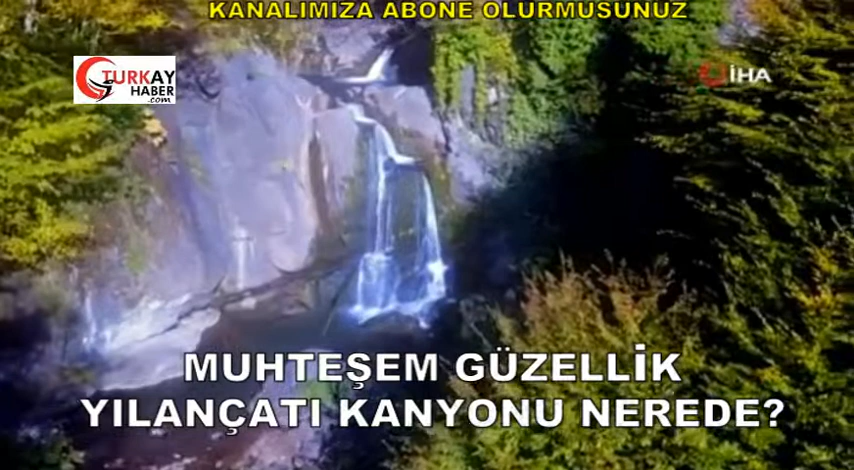 KANALIMIZA ABONE OLURMUSUNUZ
TURKAY
HABER
.com
İHA
MUHTEŞEM GÜZELLİK
YILANÇATI KANYONU NEREDE?